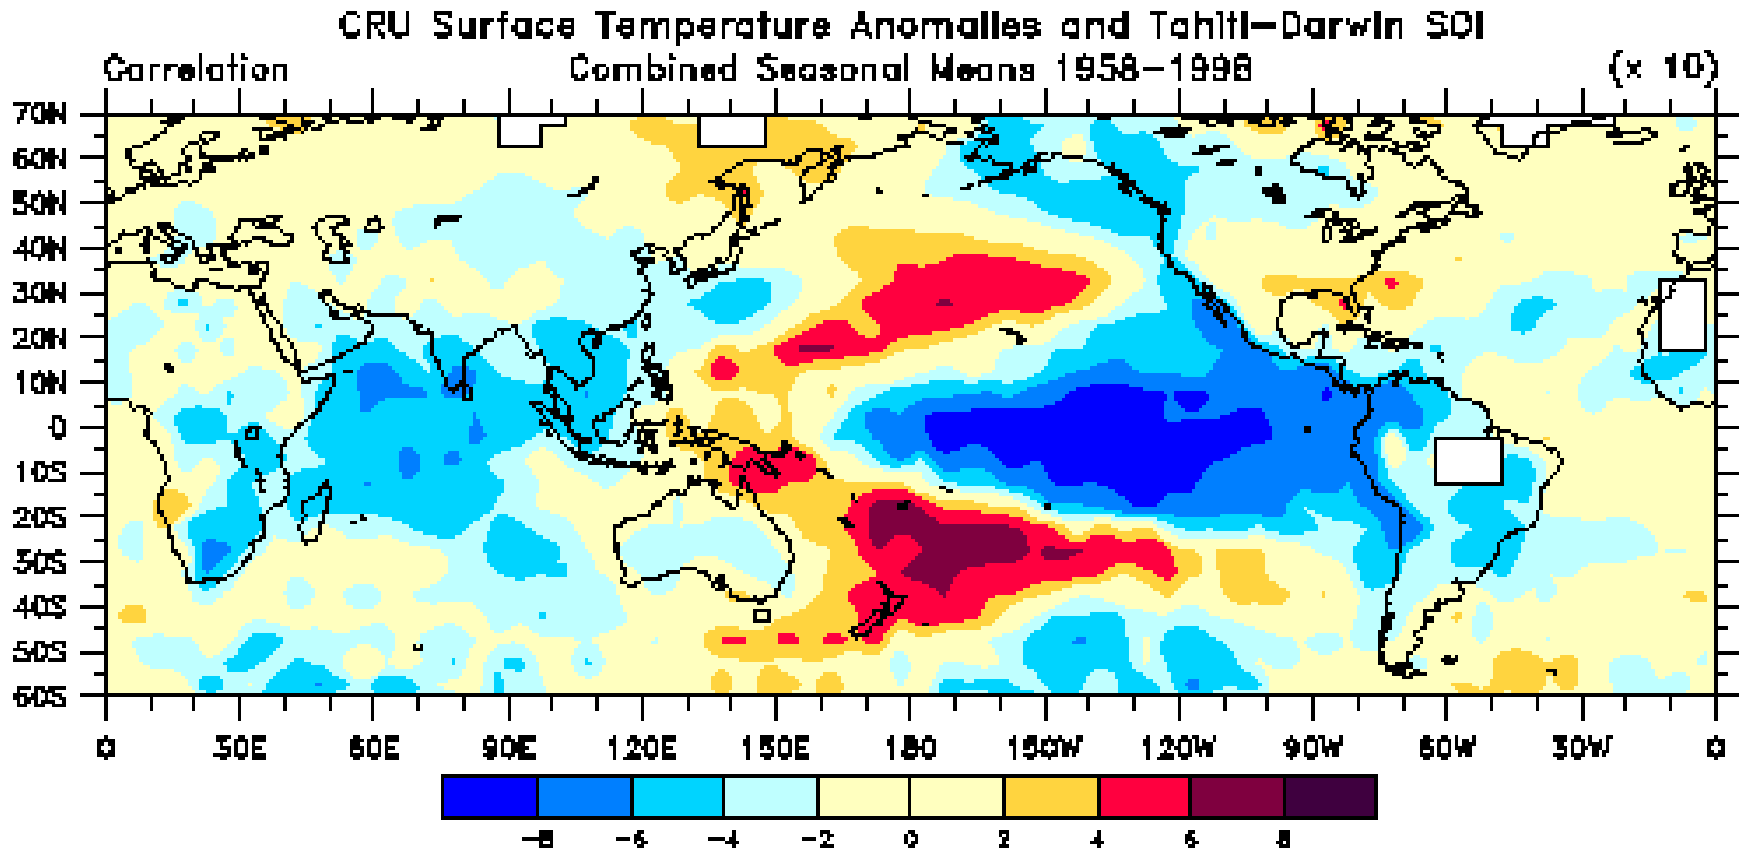 CRU Surface Temperature Anomalies and Tahiti-Darwin SOI
Correlation Combined Seasonal Means 1958-1998 (x 10)
70N
60N
50N
40N
30N
20N
10N
0
10S
20S
30S
40S
50S
60S
0 30E 60E 90E 120E 150E 180 150W 120W 90W 60W 30W 0
-8 -6 -4 -2 0 2 4 6 8